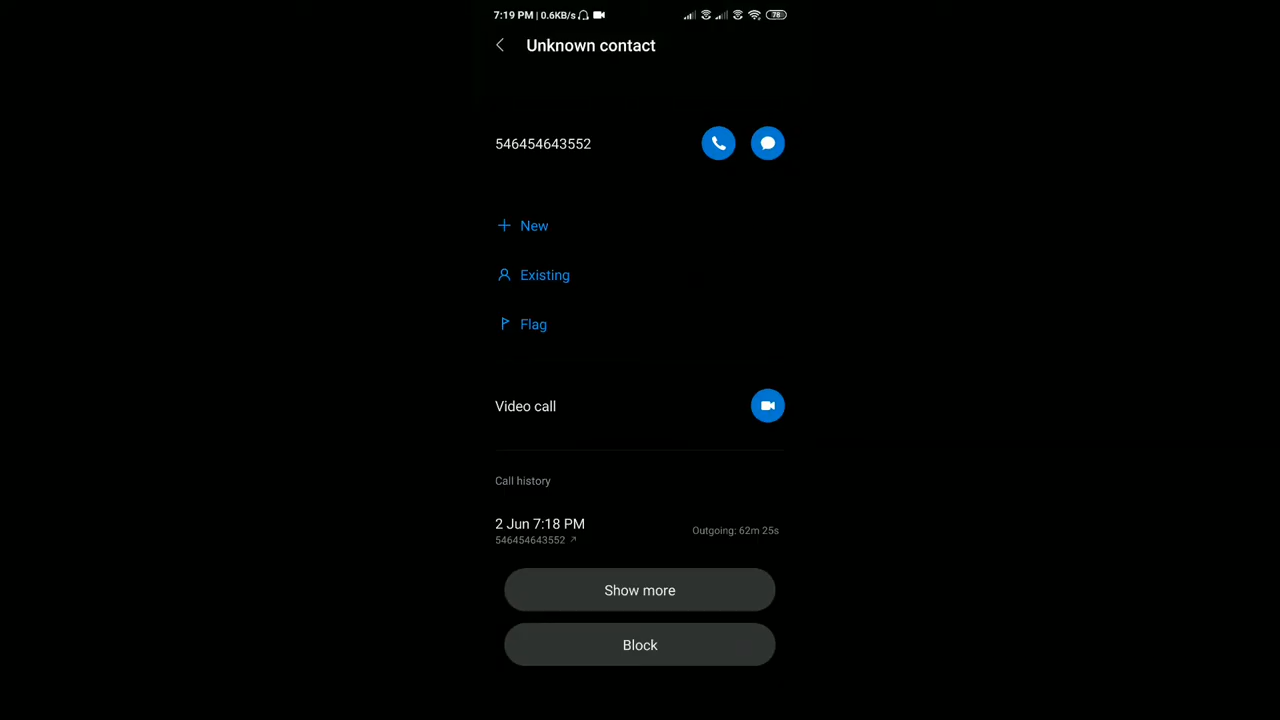 7:19 PM | 0.6KB/s 78
Unknown contact
546454643552
New
Existing
Flag
Video call
Call history
2 Jun 7:18 PM
Outgoing: 62m 25s
546454643552
Show more
Block